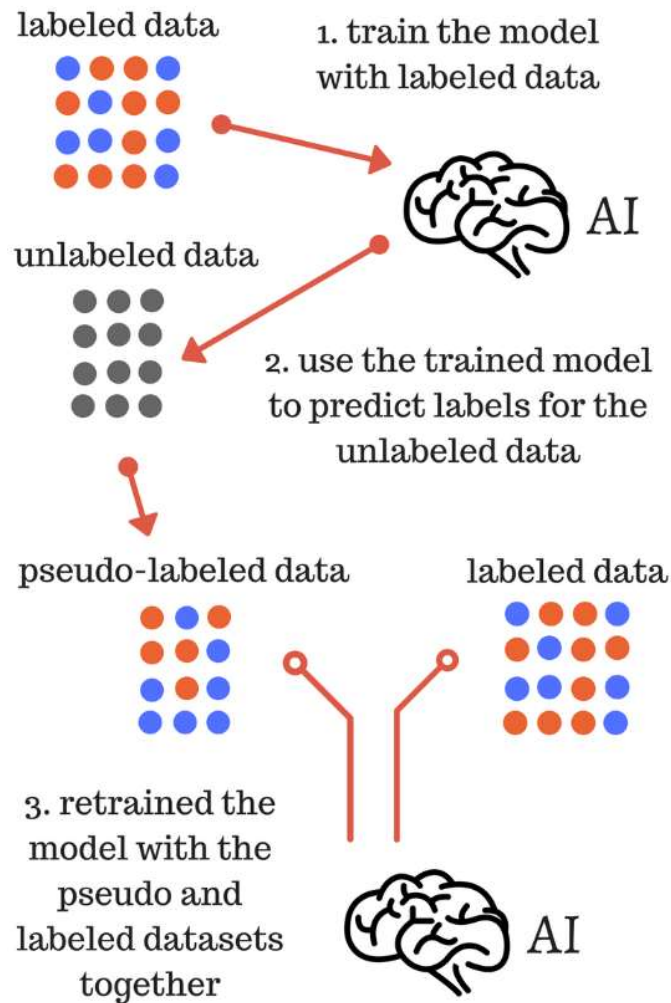 labeled data
1. train the model
with labeled data
AI
unlabeled data
2. use the trained model
to predict labels for the
unlabeled data
pseudo-labeled data
labeled data
3. retrained the
model with the
pseudo and
labeled datasets
together
AI